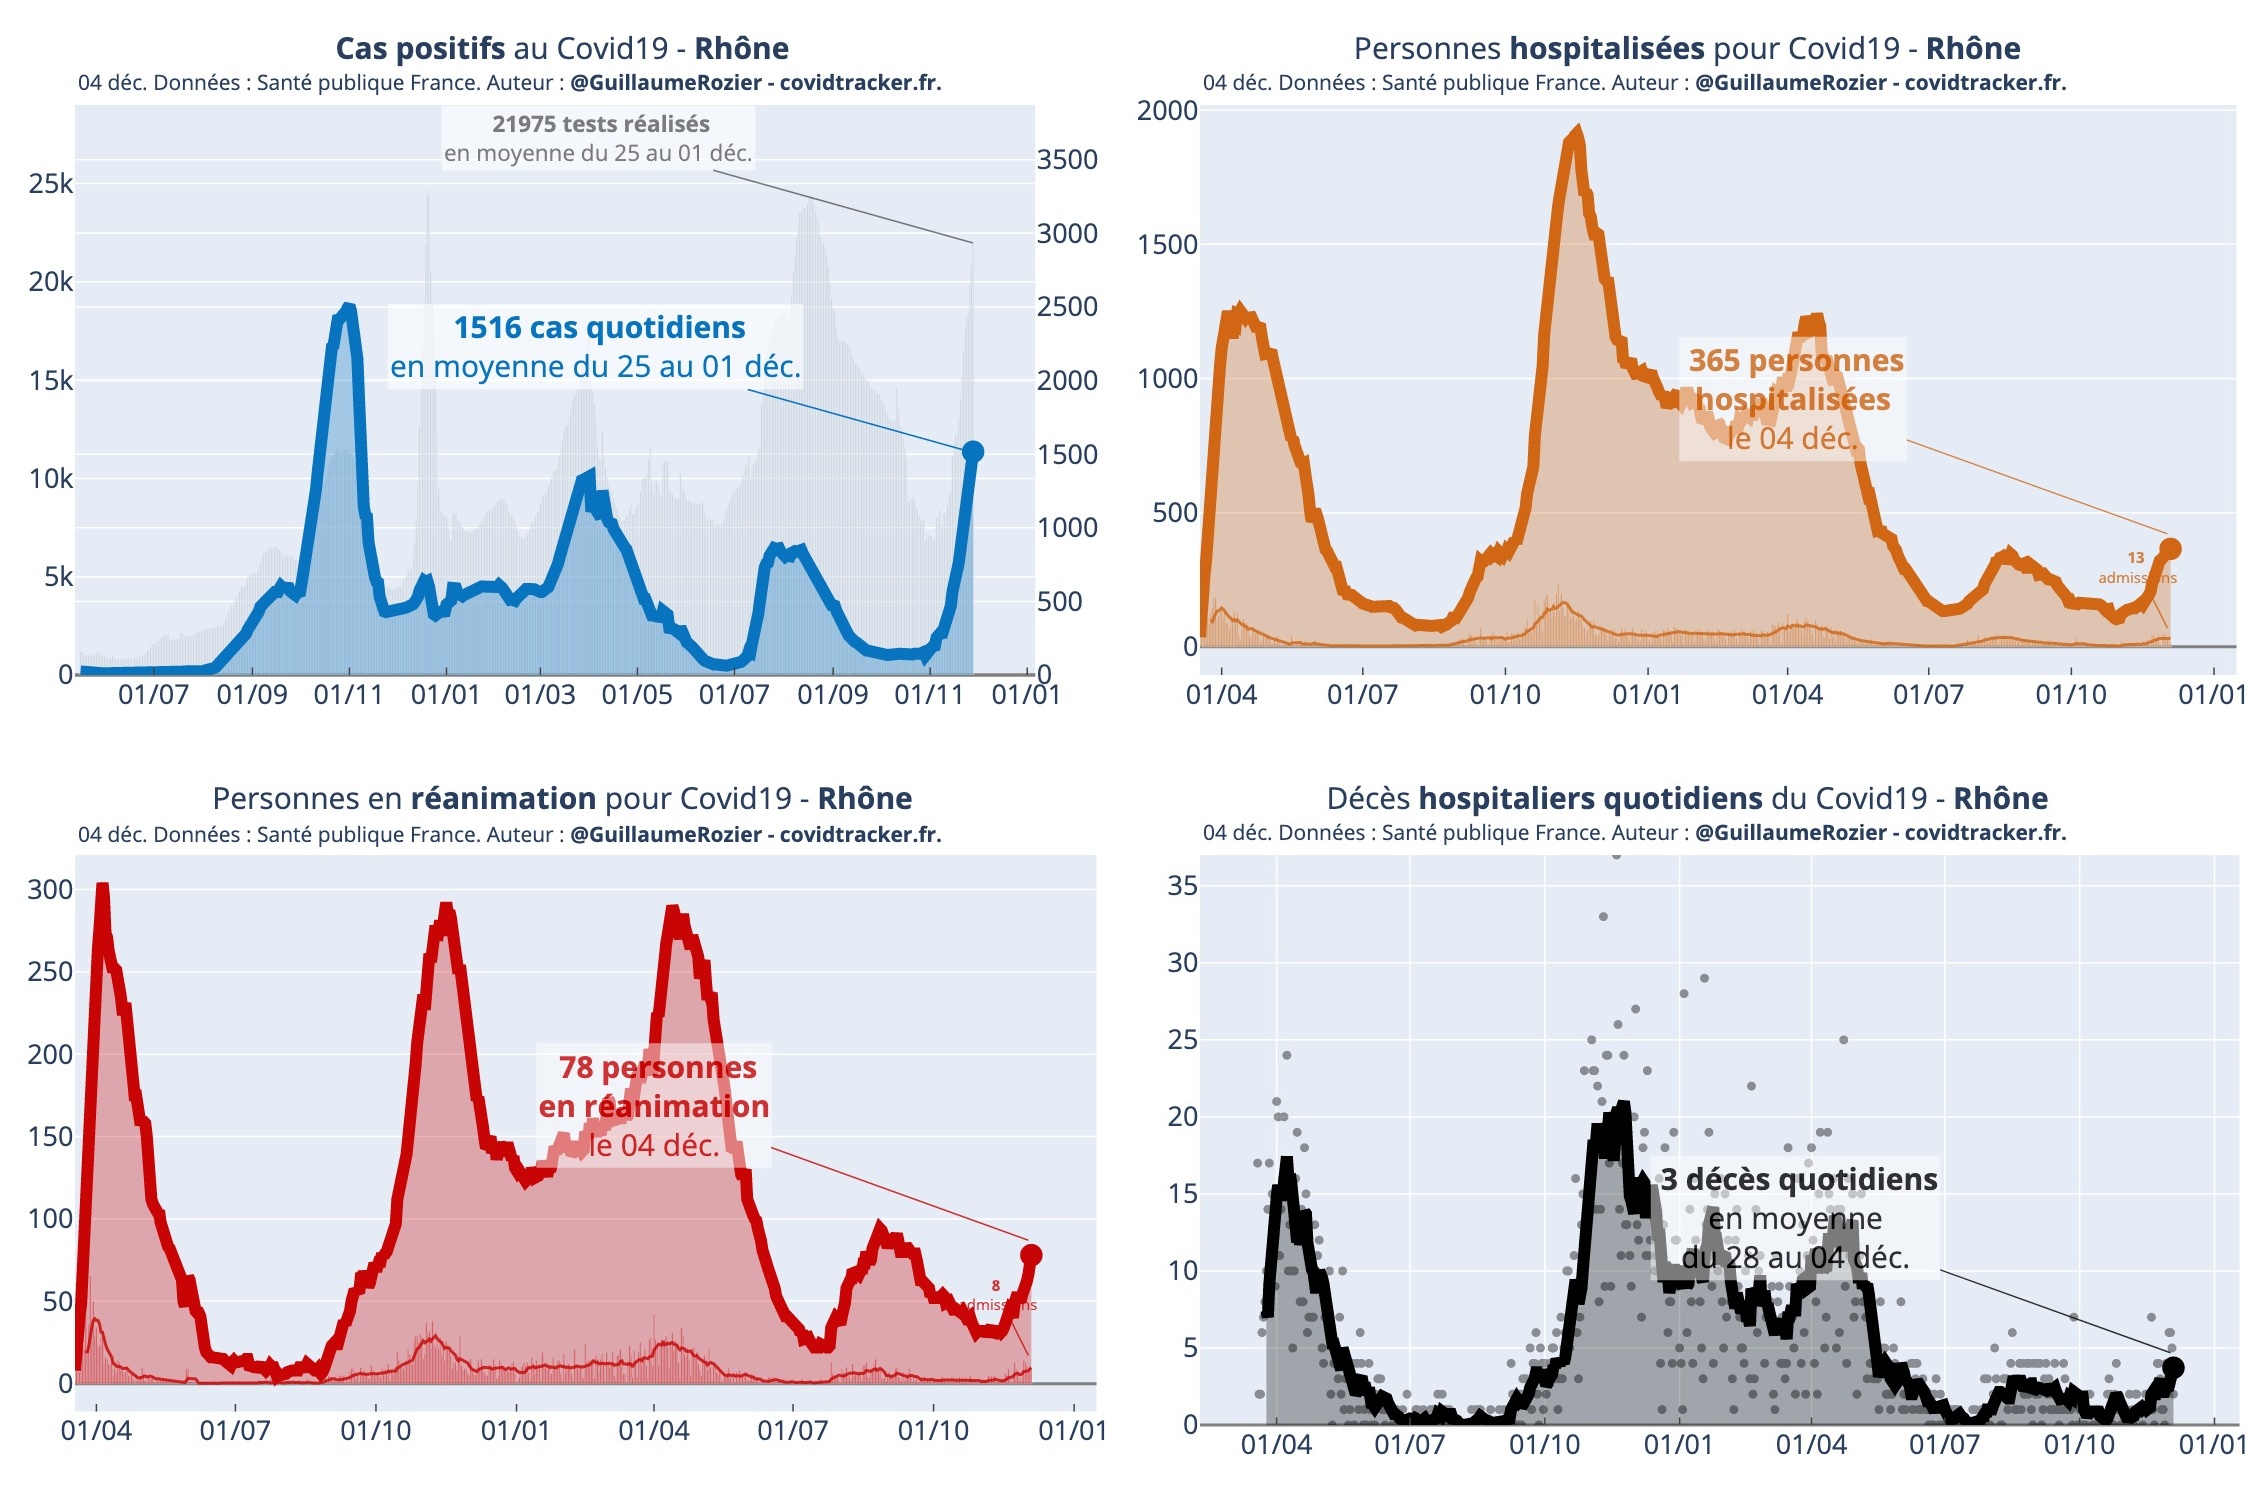 Cas positifs au Covid19 - Rhône
04 déc. Données : Santé publique France. Auteur : @GuillaumeRozier - covidtracker.fr.
21975 tests réalisés
en moyenne du 25 au 01 déc.
1516 cas quotidiens
en moyenne du 25 au 01 déc.
25k
20k
15k
10k
5k
0
3500
3000
2500
2000
1500
1000
500
0
01/07 01/09 01/11 01/01 01/03 01/05 01/07 01/09 01/11 01/01
Personnes hospitalisées pour Covid19 - Rhône
04 déc. Données : Santé publique France. Auteur : @GuillaumeRozier - covidtracker.fr.
2000
1500
1000
500
0
365 personnes
hospitalisées
le 04 déc.
13
admissions
01/04 01/07 01/10 01/01 01/04 01/07 01/10 01/01
Personnes en réanimation pour Covid19 - Rhône
04 déc. Données : Santé publique France. Auteur : @GuillaumeRozier - covidtracker.fr.
300
250
200
150
100
50
0
78 personnes
en réanimation
le 04 déc.
8
admissions
01/04 01/07 01/10 01/01 01/04 01/07 01/10 01/01
Décès hospitaliers quotidiens du Covid19 - Rhône
04 déc. Données : Santé publique France. Auteur : @GuillaumeRozier - covidtracker.fr.
35
30
25
20
15
10
5
0
3 décès quotidiens
en moyenne
du 28 au 04 déc.
01/04 01/07 01/10 01/01 01/04 01/07 01/10 01/01